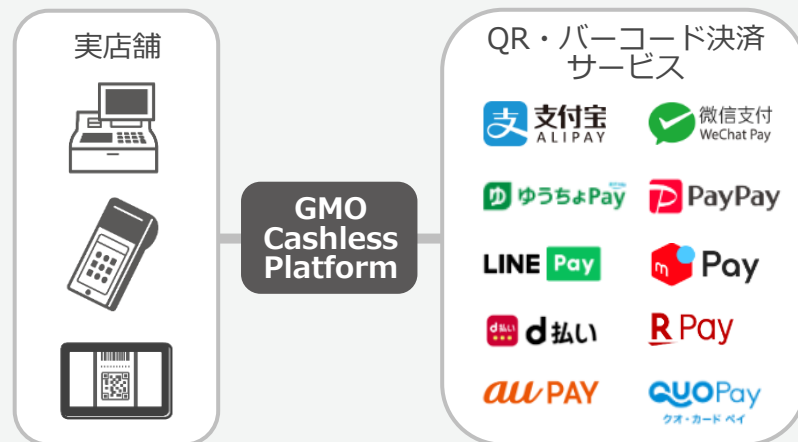 実店舗
GMO
Cashless
Platform
QR・バーコード決済
サービス
支 支付宝
ALIPAY
微信支付
WeChat Pay
ゆ ゆうちょPay
P PayPay
LINE Pay
m Pay
d払い d払い
R Pay
au PAY
QUOPay
クオ・カード ペイ